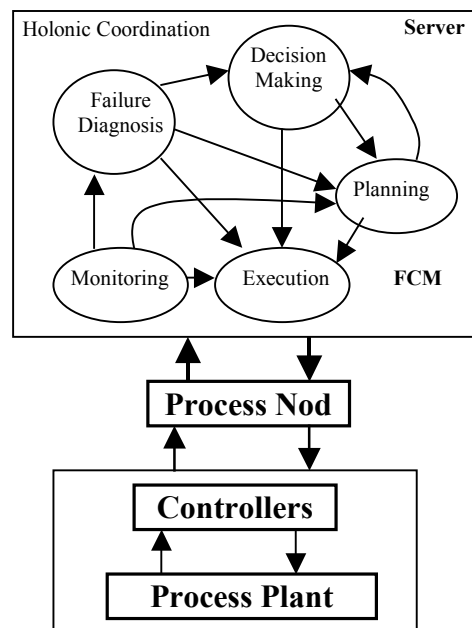 Holonic Coordination
Server
Decision
Making
Failure
Diagnosis
Planning
Monitoring
Execution
FCM
Process Nod
Controllers
Process Plant